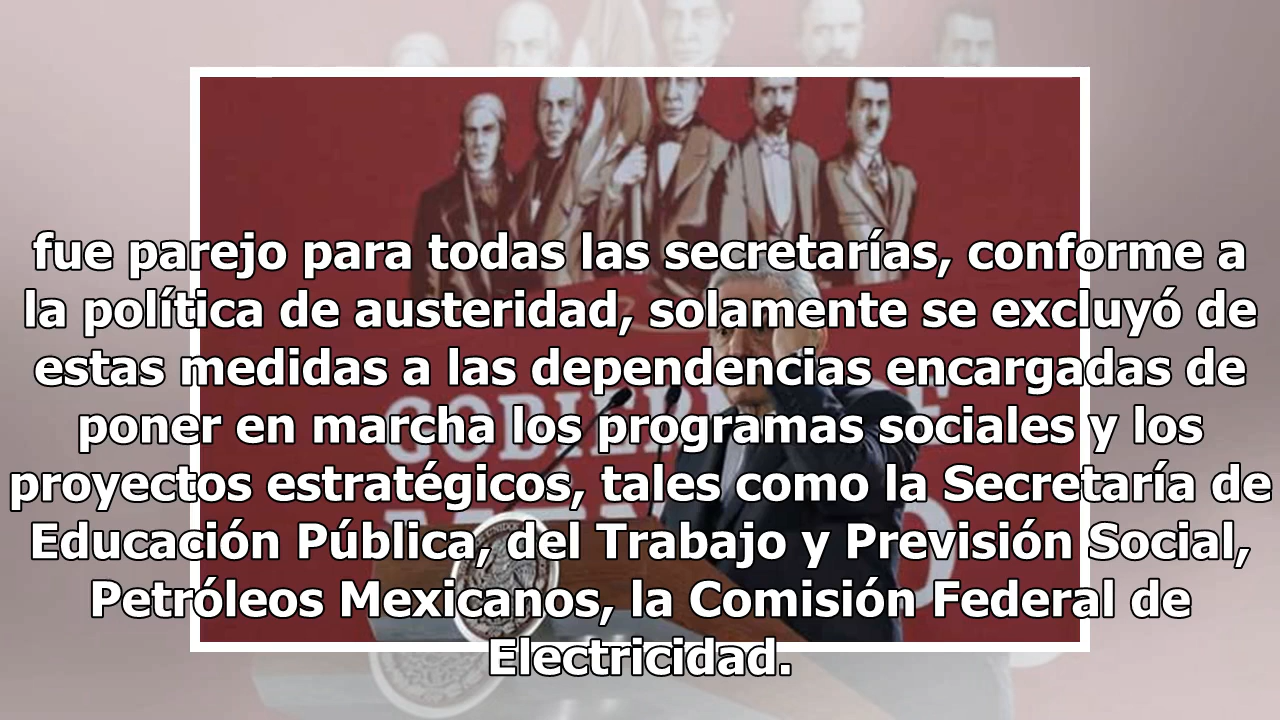 fue parejo para todas las secretarías, conforme a
la política de austeridad, solamente se excluyó de
estas medidas a las dependencias encargadas de
poner en marcha los programas sociales y los
proyectos estratégicos, tales como la Secretaría de
Educación Pública, del Trabajo y Previsión Social,
Petróleos Mexicanos, la Comisión Federal de
Electricidad.